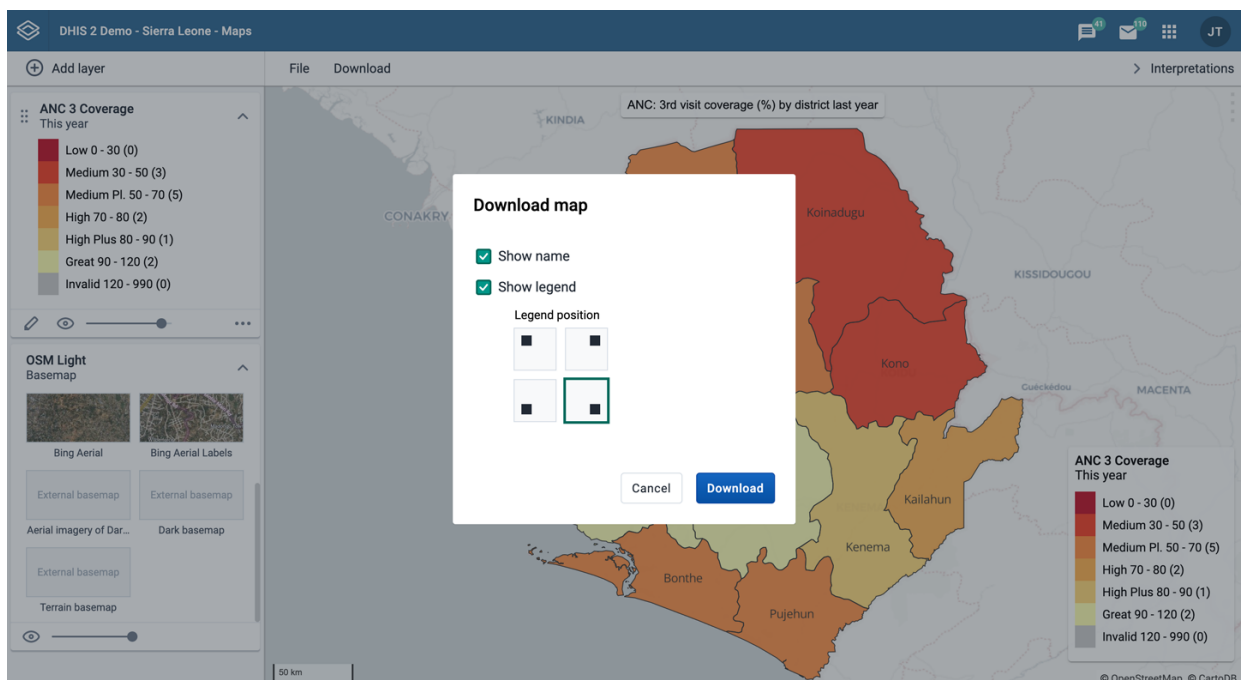 DHIS 2 Demo - Sierra Leone - Maps
41
110
JT
Add layer
File
Download
Interpretations
ANC 3 Coverage
This year
Low 0 - 30 (0)
Medium 30 - 50 (3)
Medium Pl. 50 - 70 (5)
High 70 - 80 (2)
High Plus 80 - 90 (1)
Great 90 - 120 (2)
Invalid 120 - 990 (0)
OSM Light
Basemap
Bing Aerial
Bing Aerial Labels
External basemap
External basemap
Aerial imagery of Dar...
Dark basemap
External basemap
Terrain basemap
ANC: 3rd visit coverage (%) by district last year
KINDIA
CONAKRY
Koinadugu
KISSIDOUGOU
Kono
Guéckédou
MACENTA
Kailahun
Kenema
Bonthe
Pujehun
Download map
Show name
Show legend
Legend position
Cancel
Download
ANC 3 Coverage
This year
Low 0 - 30 (0)
Medium 30 - 50 (3)
Medium Pl. 50 - 70 (5)
High 70 - 80 (2)
High Plus 80 - 90 (1)
Great 90 - 120 (2)
Invalid 120 - 990 (0)
50 km
© OpenStreetMap, © CartoDB